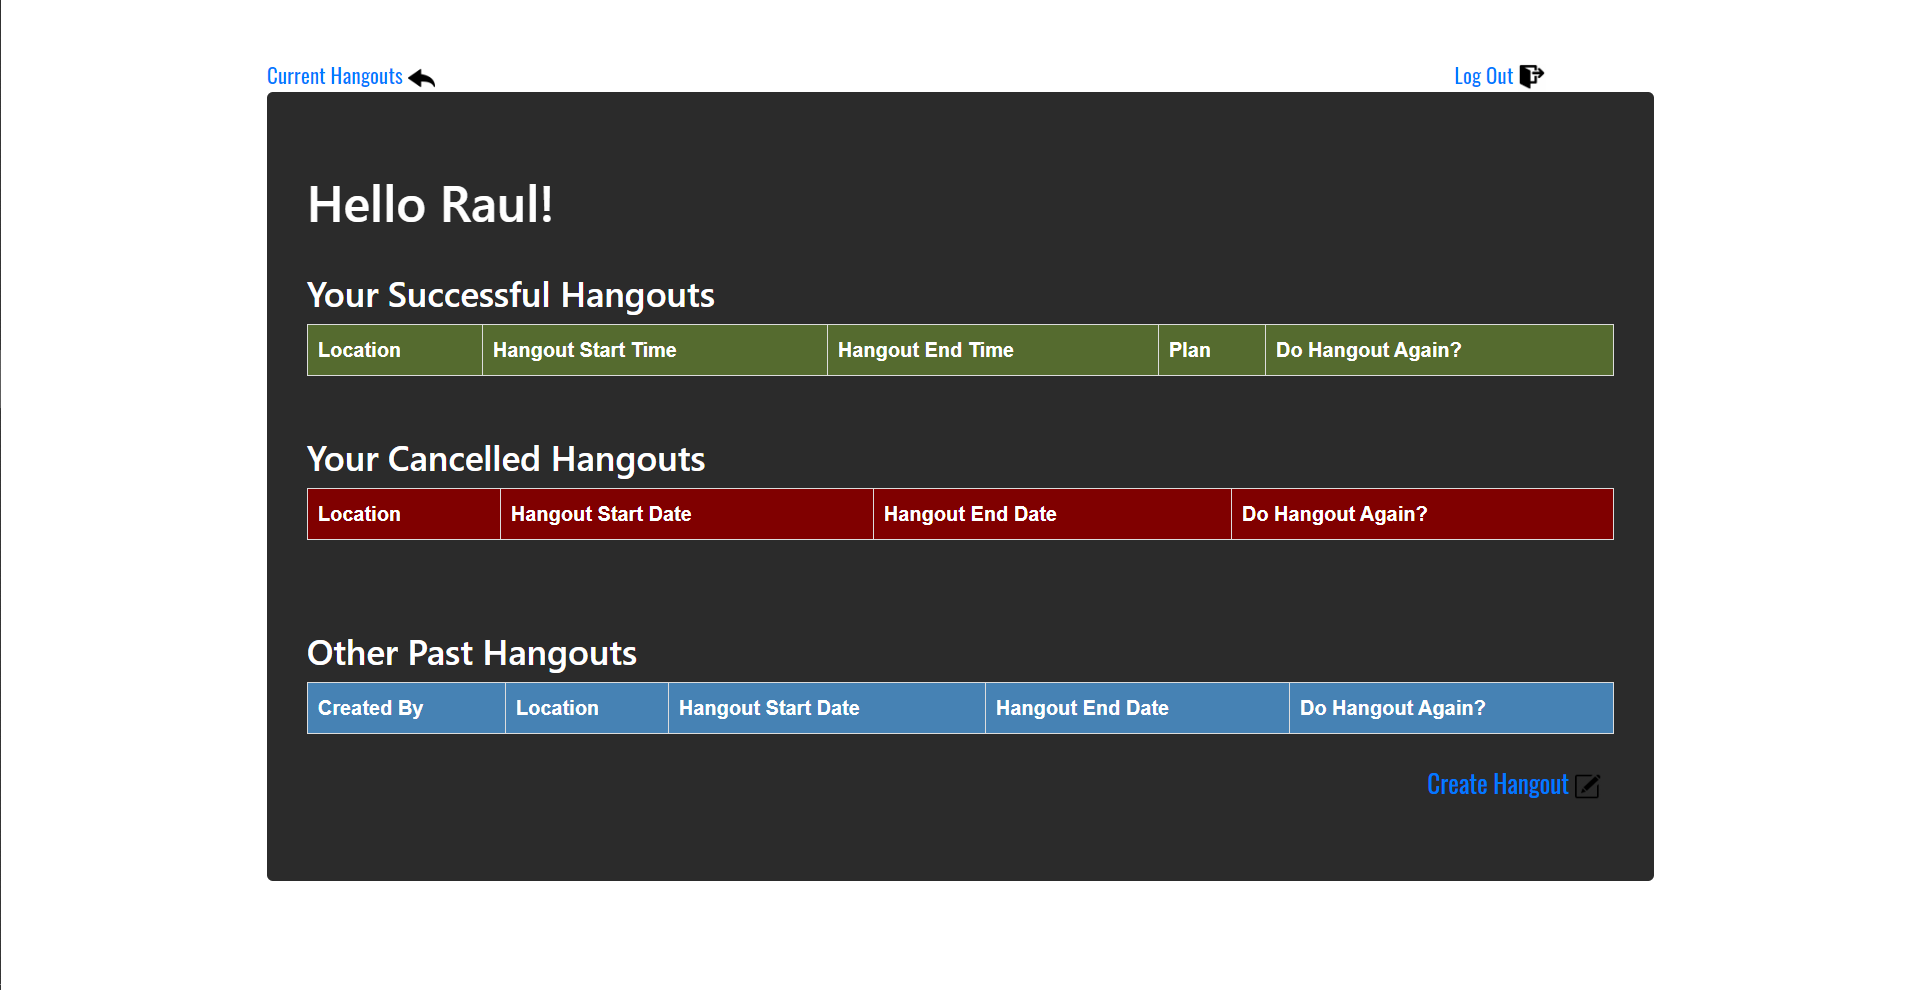 Current Hangouts Log Out
Hello Raul!
Your Successful Hangouts
Location Hangout Start Time Hangout End Time Plan Do Hangout Again?
Your Cancelled Hangouts
Location Hangout Start Date Hangout End Date Do Hangout Again?
Other Past Hangouts
Created By Location Hangout Start Date Hangout End Date Do Hangout Again?
Create Hangout